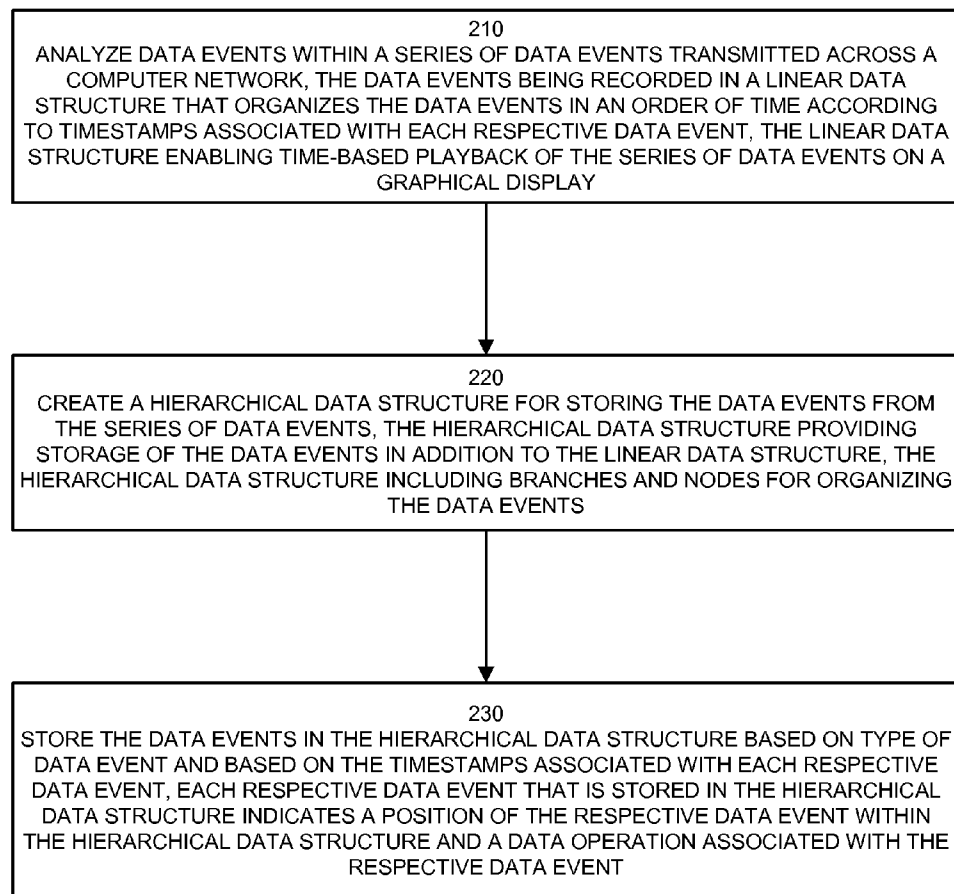 210
ANALYZE DATA EVENTS WITHIN A SERIES OF DATA EVENTS TRANSMITTED ACROSS A
COMPUTER NETWORK, THE DATA EVENTS BEING RECORDED IN A LINEAR DATA
STRUCTURE THAT ORGANIZES THE DATA EVENTS IN AN ORDER OF TIME ACCORDING
TO TIMESTAMPS ASSOCIATED WITH EACH RESPECTIVE DATA EVENT, THE LINEAR DATA
STRUCTURE ENABLING TIME-BASED PLAYBACK OF THE SERIES OF DATA EVENTS ON A
GRAPHICAL DISPLAY
220
CREATE A HIERARCHICAL DATA STRUCTURE FOR STORING THE DATA EVENTS FROM
THE SERIES OF DATA EVENTS, THE HIERARCHICAL DATA STRUCTURE PROVIDING
STORAGE OF THE DATA EVENTS IN ADDITION TO THE LINEAR DATA STRUCTURE, THE
HIERARCHICAL DATA STRUCTURE INCLUDING BRANCHES AND NODES FOR ORGANIZING
THE DATA EVENTS
230
STORE THE DATA EVENTS IN THE HIERARCHICAL DATA STRUCTURE BASED ON TYPE OF
DATA EVENT AND BASED ON THE TIMESTAMPS ASSOCIATED WITH EACH RESPECTIVE
DATA EVENT, EACH RESPECTIVE DATA EVENT THAT IS STORED IN THE HIERARCHICAL
DATA STRUCTURE INDICATES A POSITION OF THE RESPECTIVE DATA EVENT WITHIN
THE HIERARCHICAL DATA STRUCTURE AND A DATA OPERATION ASSOCIATED WITH THE
RESPECTIVE DATA EVENT